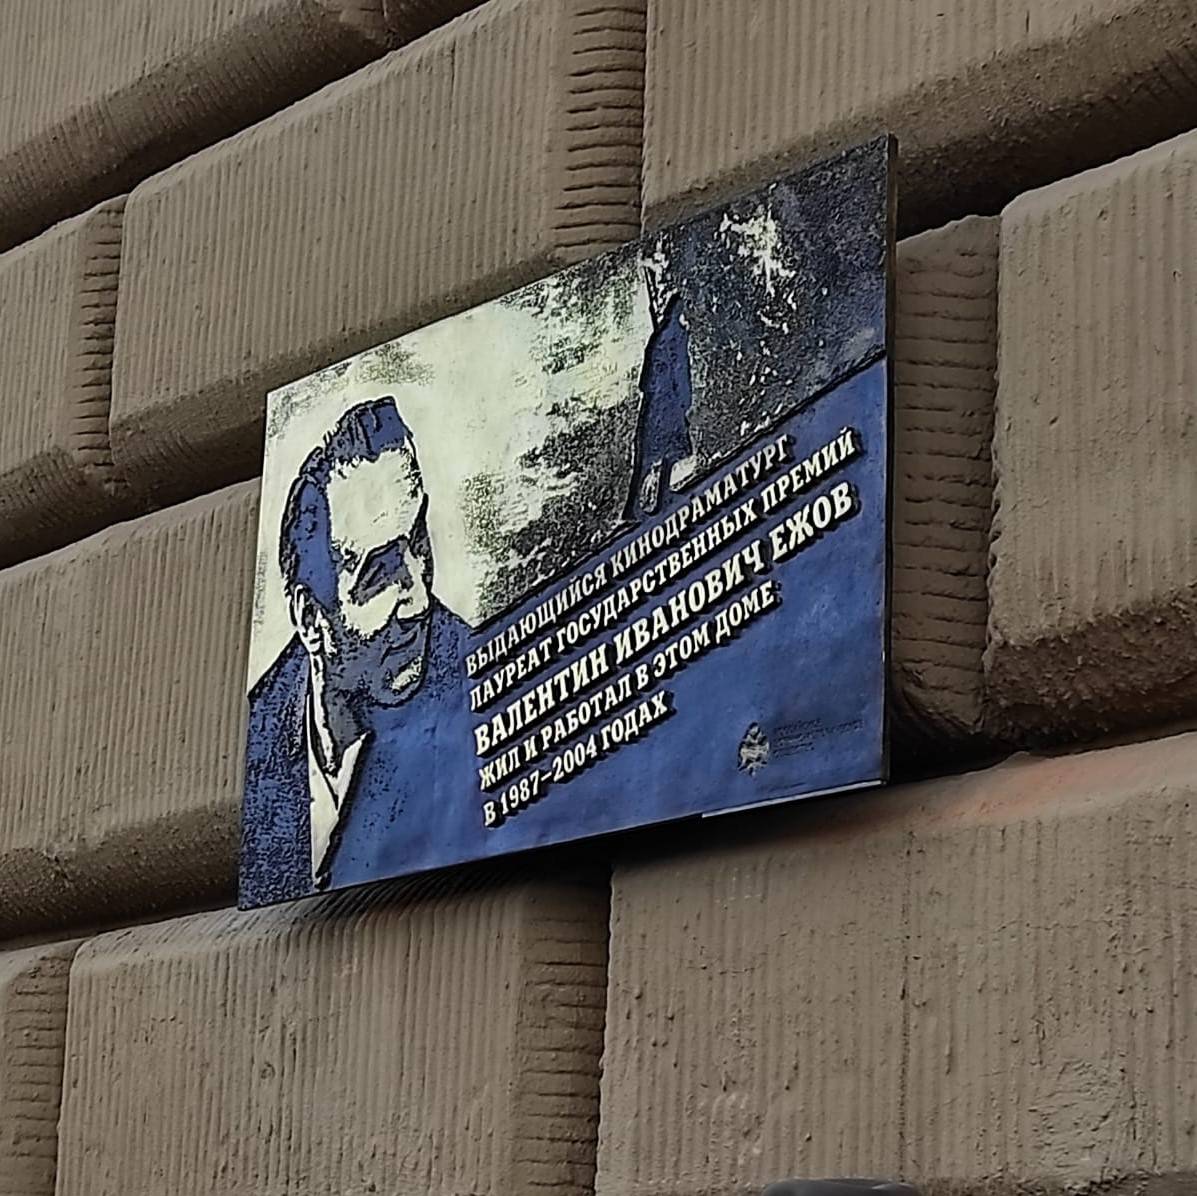 ВЫДАЮЩИЙСЯ КИНОДРАМАТУРГ
ЛАУРЕАТ ГОСУДАРСТВЕННЫХ ПРЕМИЙ
ВАЛЕНТИН ИВАНОВИЧ ЕЖОВ
ЖИЛ И РАБОТАЛ В ЭТОМ ДОМЕ
В 1987–2004 ГОДАХ